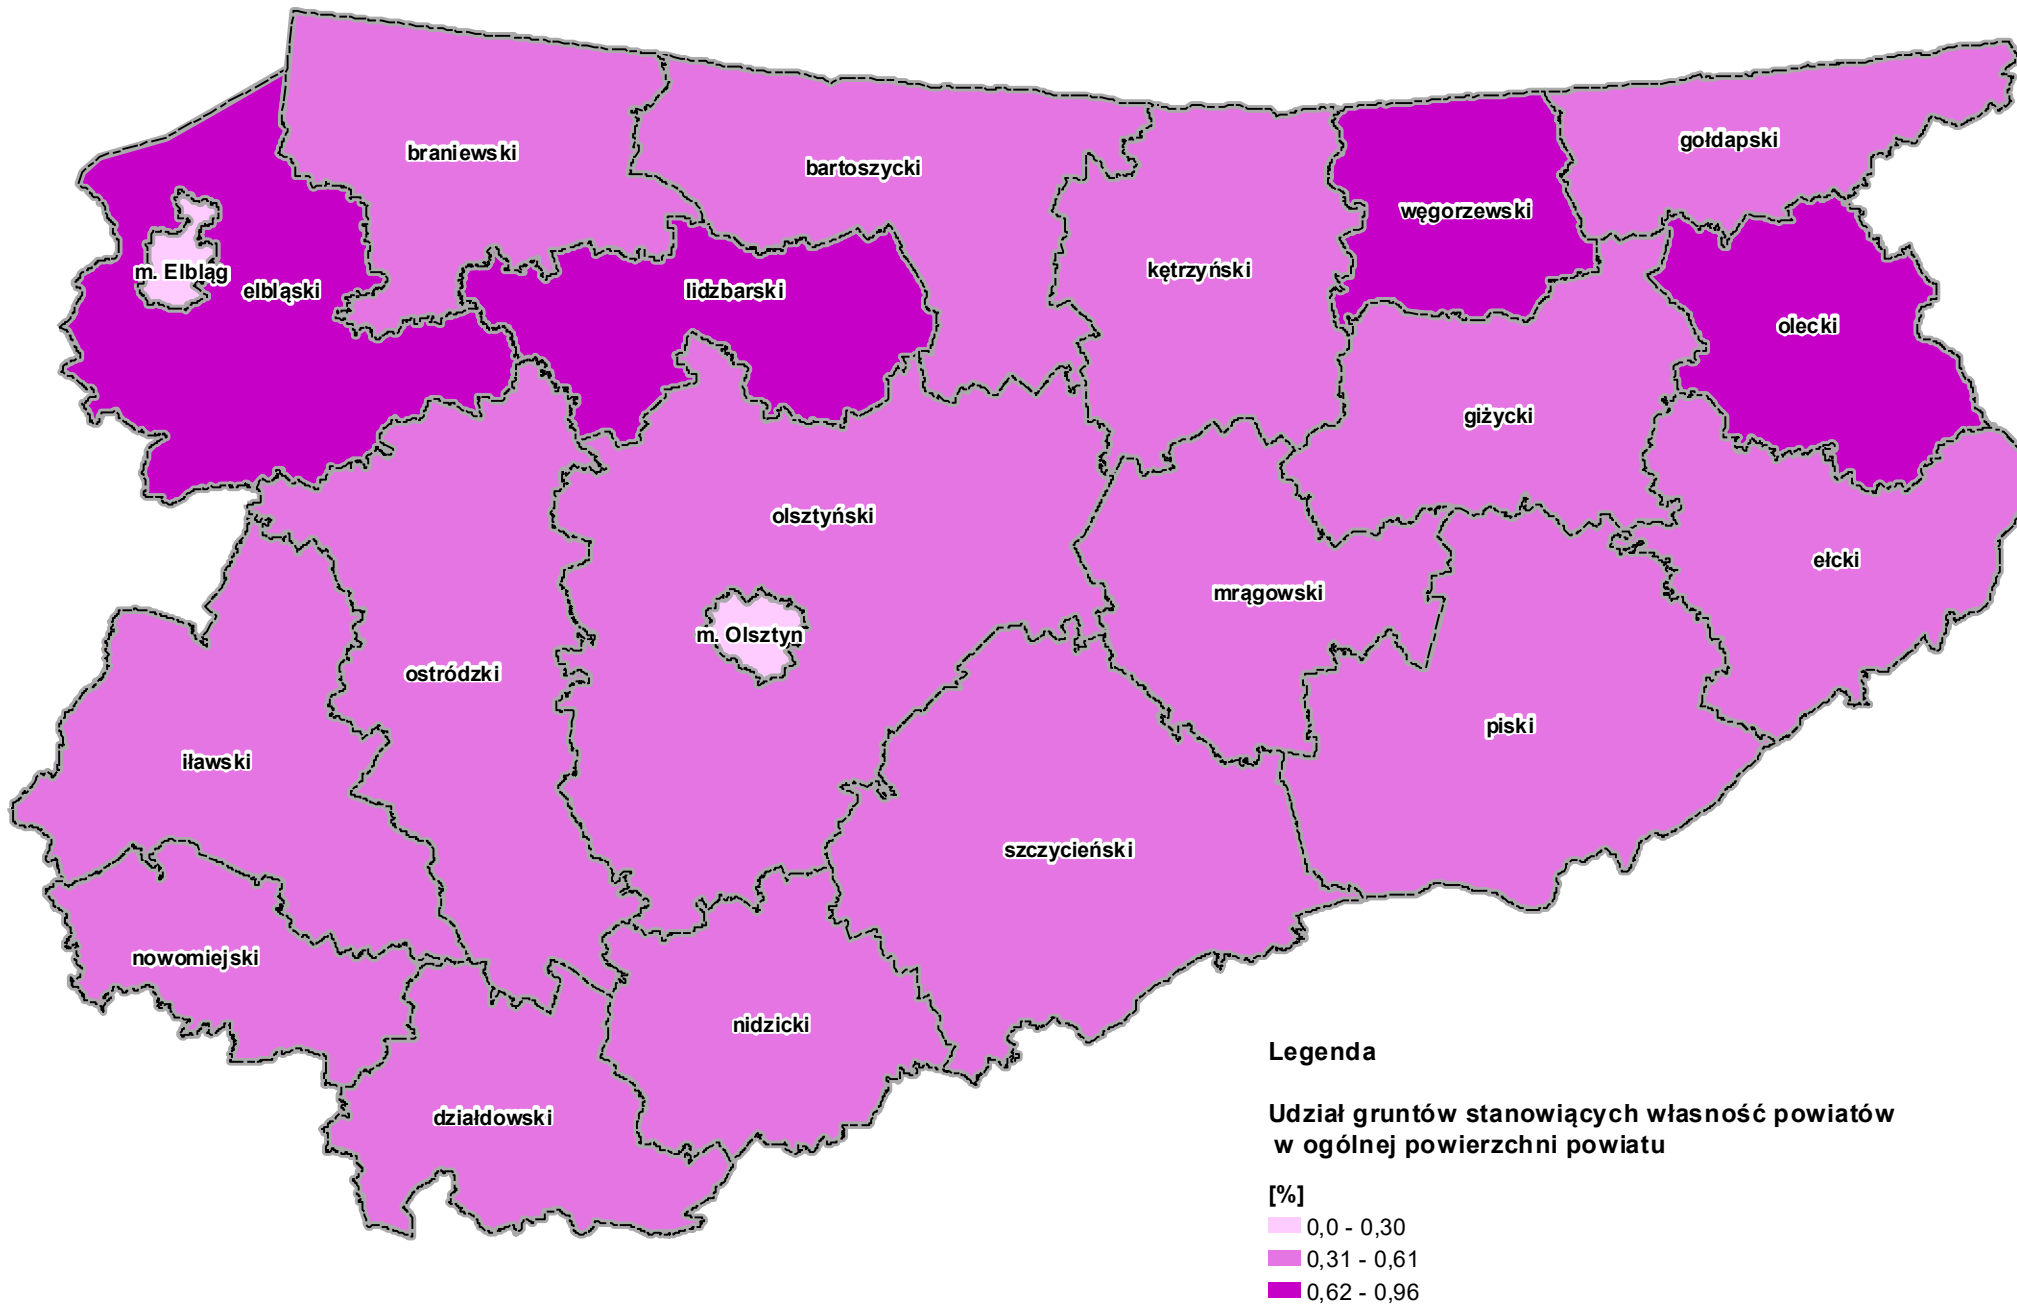 braniewski
bartoszycki
gołdapski
węgorzewski
m. Elbląg
elbląski
lidzbarski
kętrzyński
olecki
giżycki
olsztyński
ełcki
mrągowski
m. Olsztyn
ostródzki
piski
iławski
szczycieński
nowomiejski
nidzicki
działdowski
Legenda
Udział gruntów stanowiących własność powiatów
w ogólnej powierzchni powiatu
[%]
0,0 - 0,30
0,31 - 0,61
0,62 - 0,96